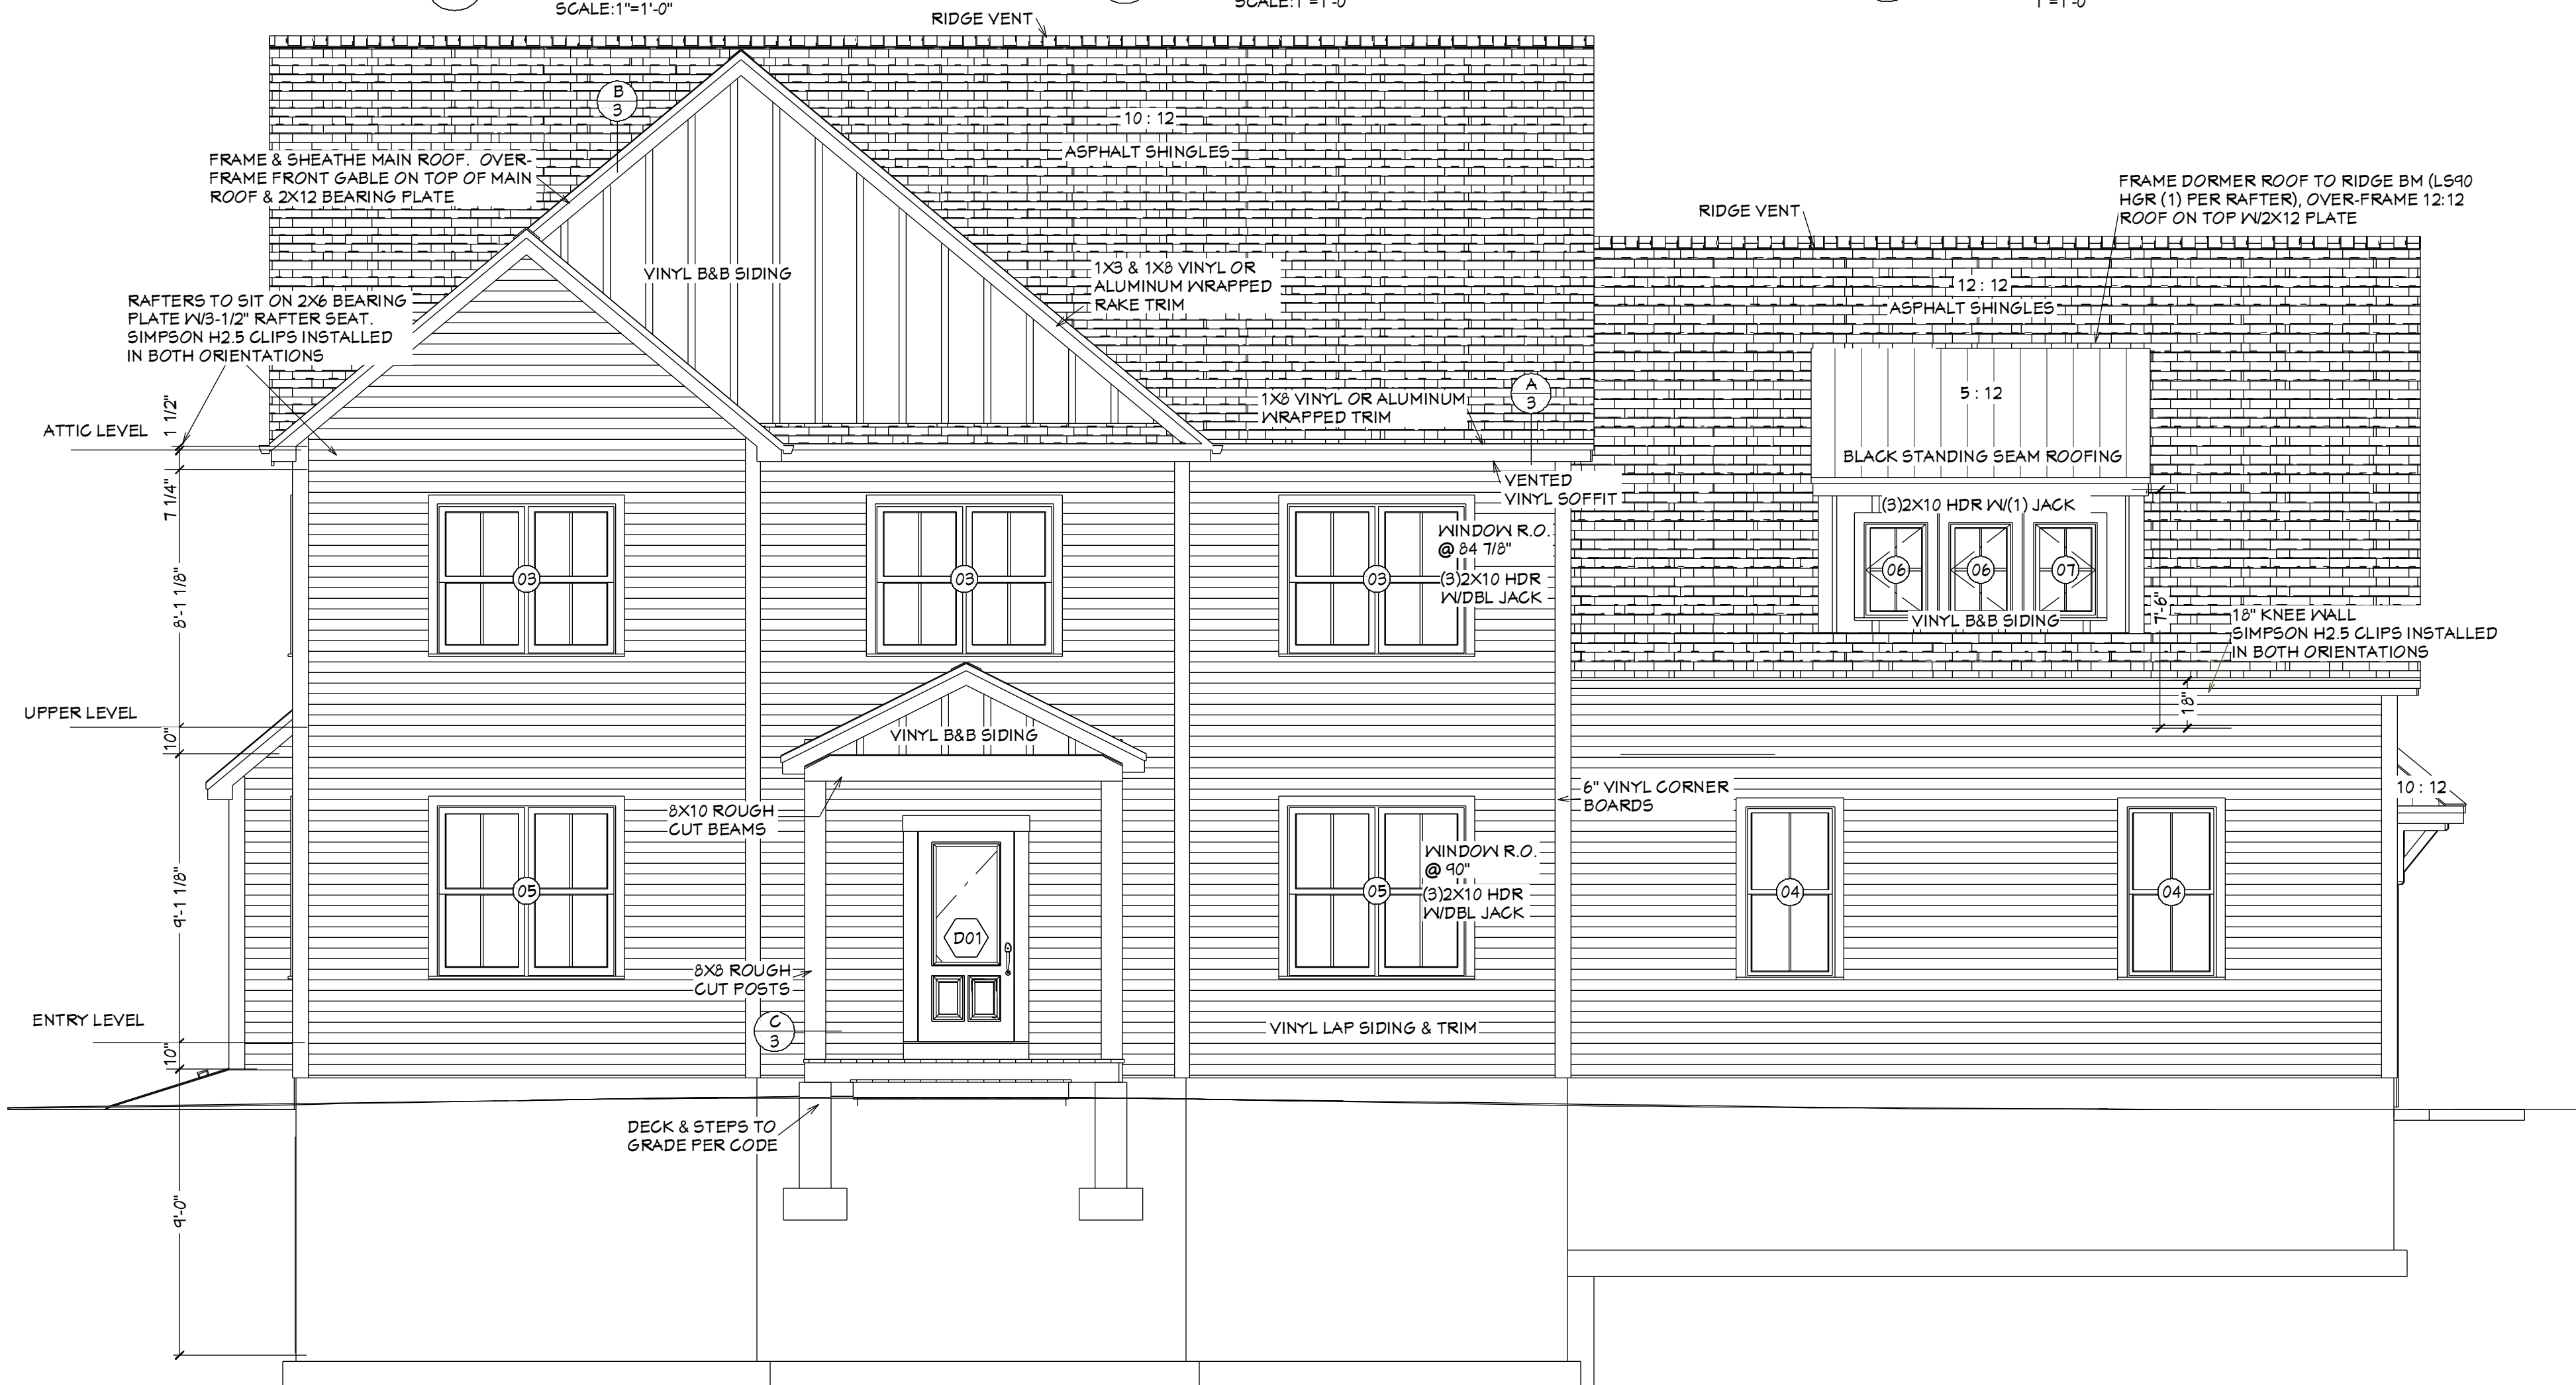 SCALE:1"=1'-0"
SCALE:1"=1'-0"
1"=1'-0"
RIDGE VENT
B
3
10 : 12
ASPHALT SHINGLES
FRAME & SHEATHE MAIN ROOF. OVER-
FRAME FRONT GABLE ON TOP OF MAIN
ROOF & 2X12 BEARING PLATE
FRAME DORMER ROOF TO RIDGE BM (LS90
HGR (1) PER RAFTER), OVER-FRAME 12:12
ROOF ON TOP W/2X12 PLATE
RIDGE VENT
VINYL B&B SIDING
1X3 & 1X8 VINYL OR
ALUMINUM WRAPPED
RAKE TRIM
12 : 12
ASPHALT SHINGLES
RAFTERS TO SIT ON 2X6 BEARING
PLATE W/3-1/2" RAFTER SEAT.
SIMPSON H2.5 CLIPS INSTALLED
IN BOTH ORIENTATIONS
A
3
5 : 12
1X8 VINYL OR ALUMINUM
WRAPPED TRIM
1 1/2"
ATTIC LEVEL
BLACK STANDING SEAM ROOFING
VENTED
VINYL SOFFIT
7 1/4"
(3)2X10 HDR W/(1) JACK
WINDOW R.O.
@ 84 7/8"
(3)2X10 HDR
W/DBL JACK
03
03
03
06
06
07
8'-1 1/8"
7'-6"
VINYL B&B SIDING
18" KNEE WALL
SIMPSON H2.5 CLIPS INSTALLED
IN BOTH ORIENTATIONS
18"
UPPER LEVEL
10"
VINYL B&B SIDING
6" VINYL CORNER
BOARDS
10 : 12
8X10 ROUGH
CUT BEAMS
WINDOW R.O.
@ 90"
(3)2X10 HDR
W/DBL JACK
9'-1 1/8"
05
05
04
04
D01
8X8 ROUGH
CUT POSTS
ENTRY LEVEL
C
3
VINYL LAP SIDING & TRIM
10"
DECK & STEPS TO
GRADE PER CODE
9'-0"